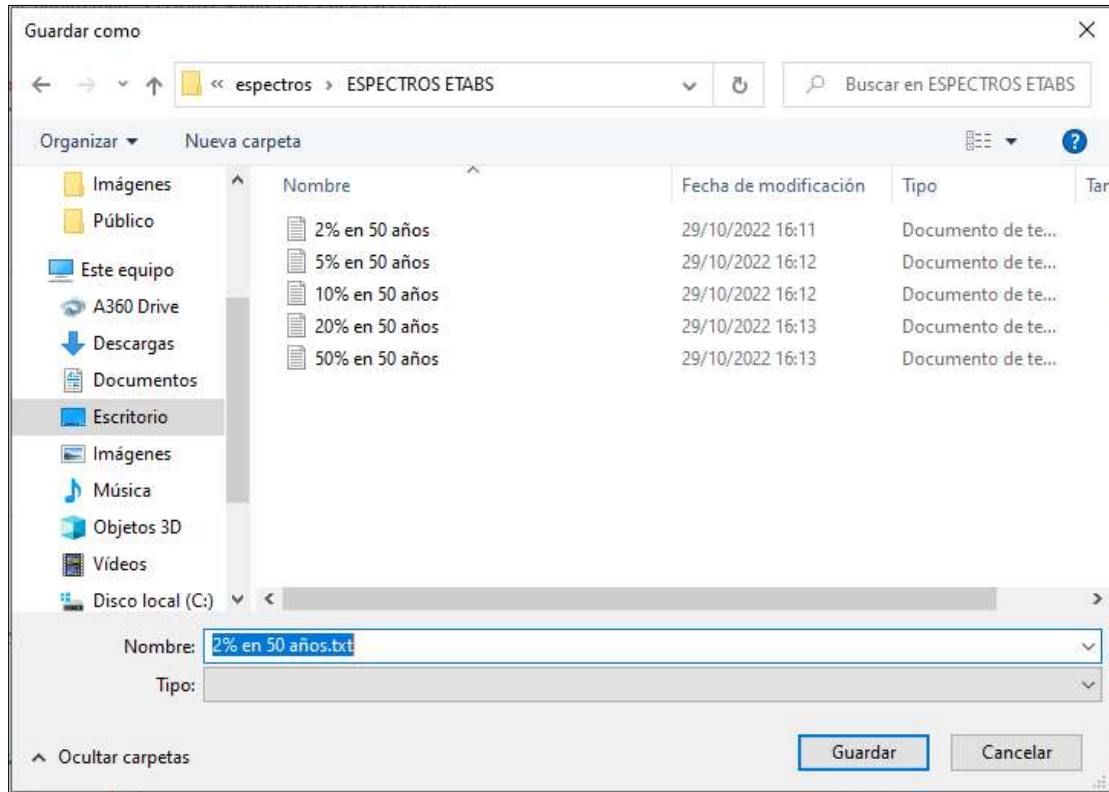 Guardar como
« espectros › ESPECTROS ETABS
Buscar en ESPECTROS ETABS
Organizar
Nueva carpeta
Imágenes
Público
Este equipo
A360 Drive
Descargas
Documentos
Escritorio
Imágenes
Música
Objetos 3D
Vídeos
Disco local (C:)
Nombre Fecha de modificación Tipo Tar
2% en 50 años 29/10/2022 16:11 Documento de te...
5% en 50 años 29/10/2022 16:12 Documento de te...
10% en 50 años 29/10/2022 16:12 Documento de te...
20% en 50 años 29/10/2022 16:13 Documento de te...
50% en 50 años 29/10/2022 16:13 Documento de te...
Nombre: 2% en 50 años.txt
Tipo:
Ocultar carpetas
Guardar
Cancelar